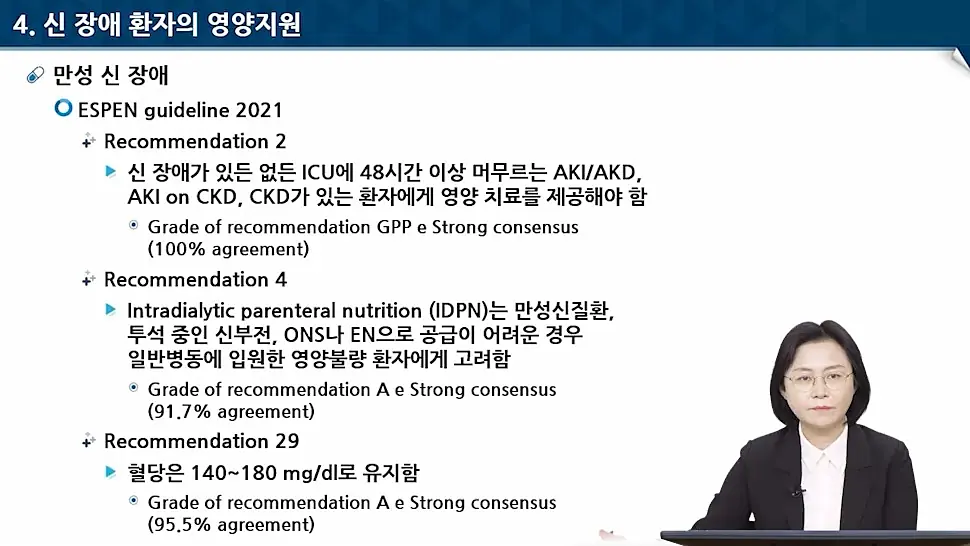 4. 신 장애 환자의 영양지원
만성 신 장애
ESPEN guideline 2021
Recommendation 2
신 장애가 있든 없든 ICU에 48시간 이상 머무르는 AKI/AKD,
AKI on CKD, CKD가 있는 환자에게 영양 치료를 제공해야 함
Grade of recommendation GPP e Strong consensus
(100% agreement)
Recommendation 4
Intradialytic parenteral nutrition (IDPN)는 만성신질환,
투석 중인 신부전, ONS나 EN으로 공급이 어려운 경우
일반병동에 입원한 영양불량 환자에게 고려함
Grade of recommendation A e Strong consensus
(91.7% agreement)
Recommendation 29
혈당은 140~180 mg/dl로 유지함
Grade of recommendation A e Strong consensus
(95.5% agreement)